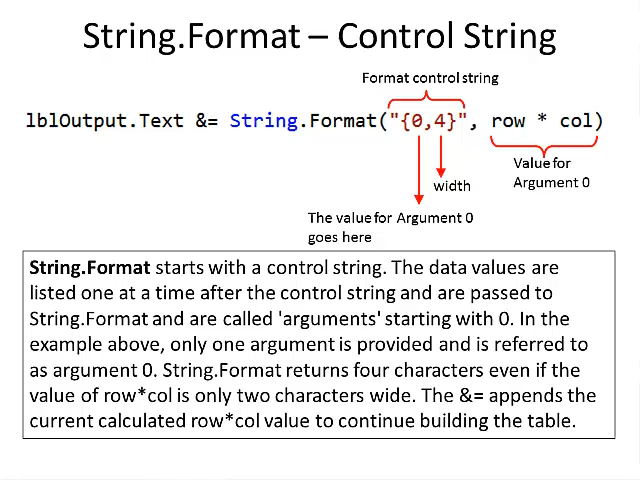 String.Format – Control String
Format control string
lblOutput.Text &= String.Format("{0,4}", row * col)
Value for
Argument 0
width
The value for Argument 0
goes here
String.Format starts with a control string. The data values are
listed one at a time after the control string and are passed to
String.Format and are called 'arguments' starting with 0. In the
example above, only one argument is provided and is referred to
as argument 0. String.Format returns four characters even if the
value of row*col is only two characters wide. The &= appends the
current calculated row*col value to continue building the table.